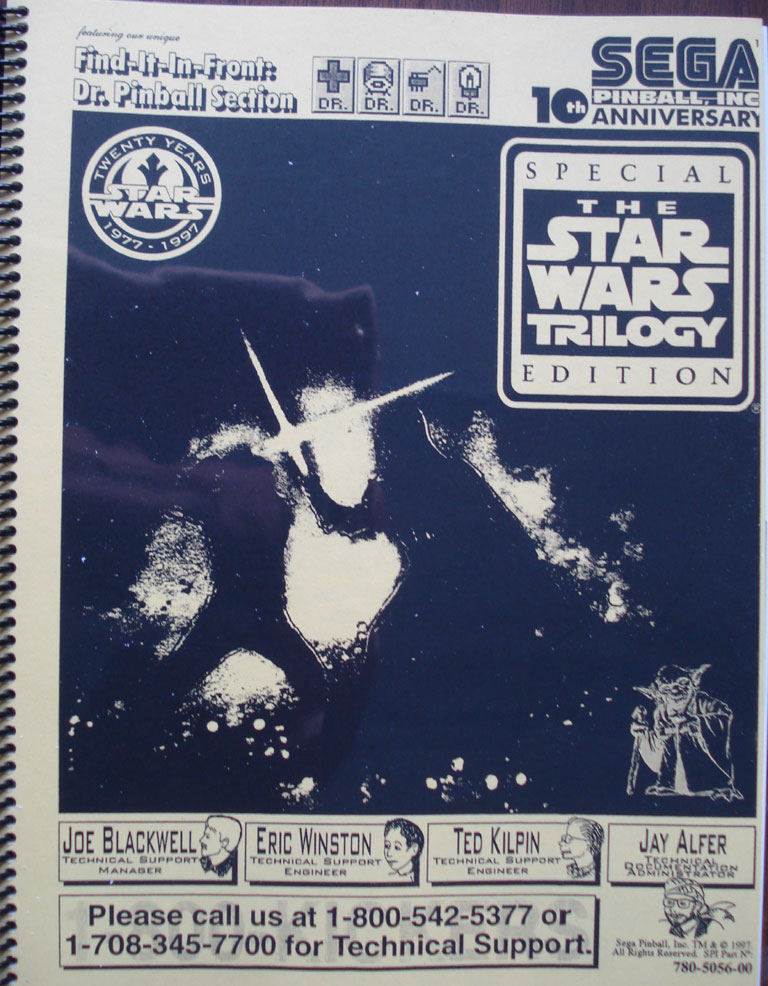 featuring our unique
Find-It-In-Front:
Dr. Pinball Section
DR. DR. DR. DR.
SEGA
PINBALL, INC.
10th ANNIVERSARY
TWENTY YEARS
STAR
WARS
1977 - 1997
SPECIAL
THE
STAR
WARS
TRILOGY
EDITION
JOE BLACKWELL
TECHNICAL SUPPORT
MANAGER
ERIC WINSTON
TECHNICAL SUPPORT
ENGINEER
TED KILPIN
TECHNICAL SUPPORT
ENGINEER
JAY ALFER
TECHNICAL
DOCUMENTATION
ADMINISTRATOR
Please call us at 1-800-542-5377 or
1-708-345-7700 for Technical Support.
Sega Pinball, Inc. TM & © 1997.
All Rights Reserved. SPI Part Nº:
780-5056-00